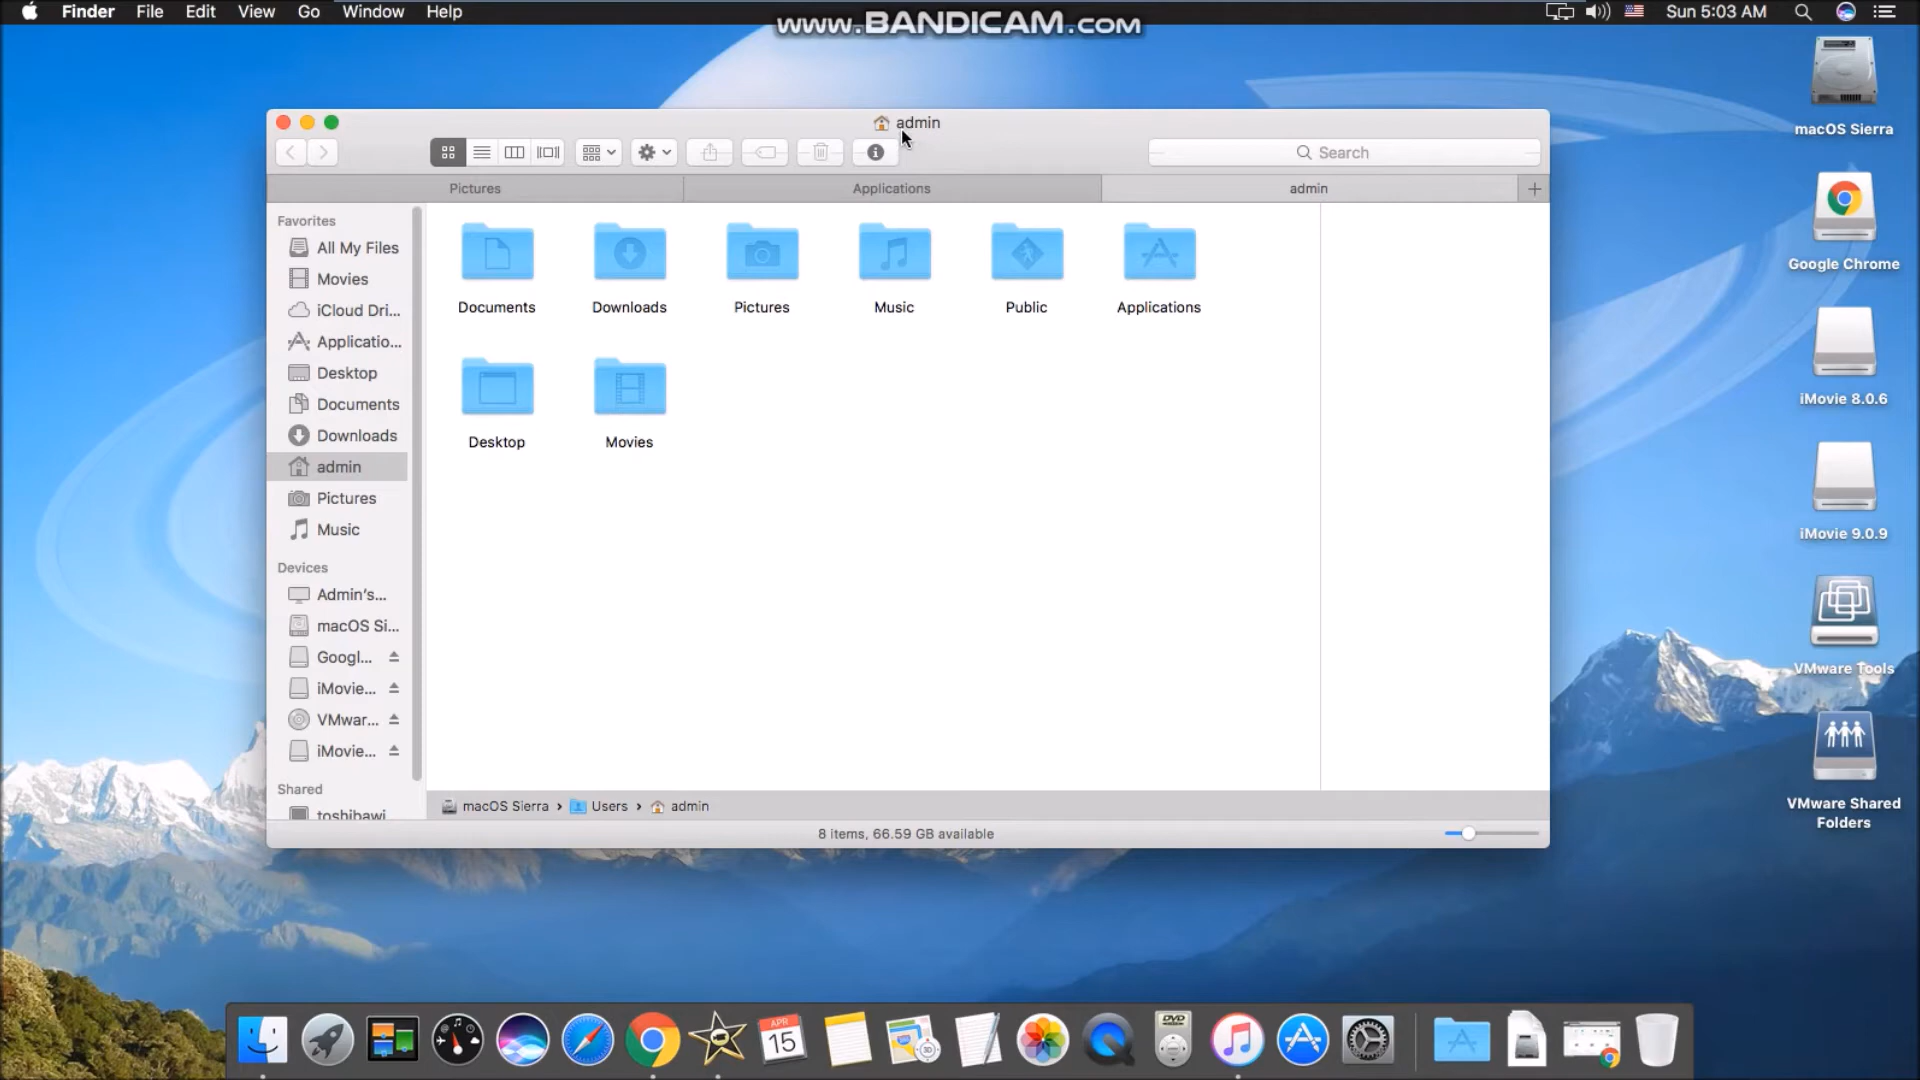 Finder File Edit View Go Window Help
Sun 5:03 AM
www.BANDICAM.com
admin
Search
Pictures
Applications
admin
Favorites
All My Files
Movies
iCloud Dri...
Applicatio...
Desktop
Documents
Downloads
admin
Pictures
Music
Devices
Admin's...
macOS Si...
Googl...
iMovie...
VMwar...
iMovie...
Shared
toshibawi
Documents
Downloads
Pictures
Music
Public
Applications
Desktop
Movies
macOS Sierra › Users › admin
8 items, 66.59 GB available
macOS Sierra
Google Chrome
iMovie 8.0.6
iMovie 9.0.9
VMware Tools
VMware Shared
Folders
APR
15
3D
DVD